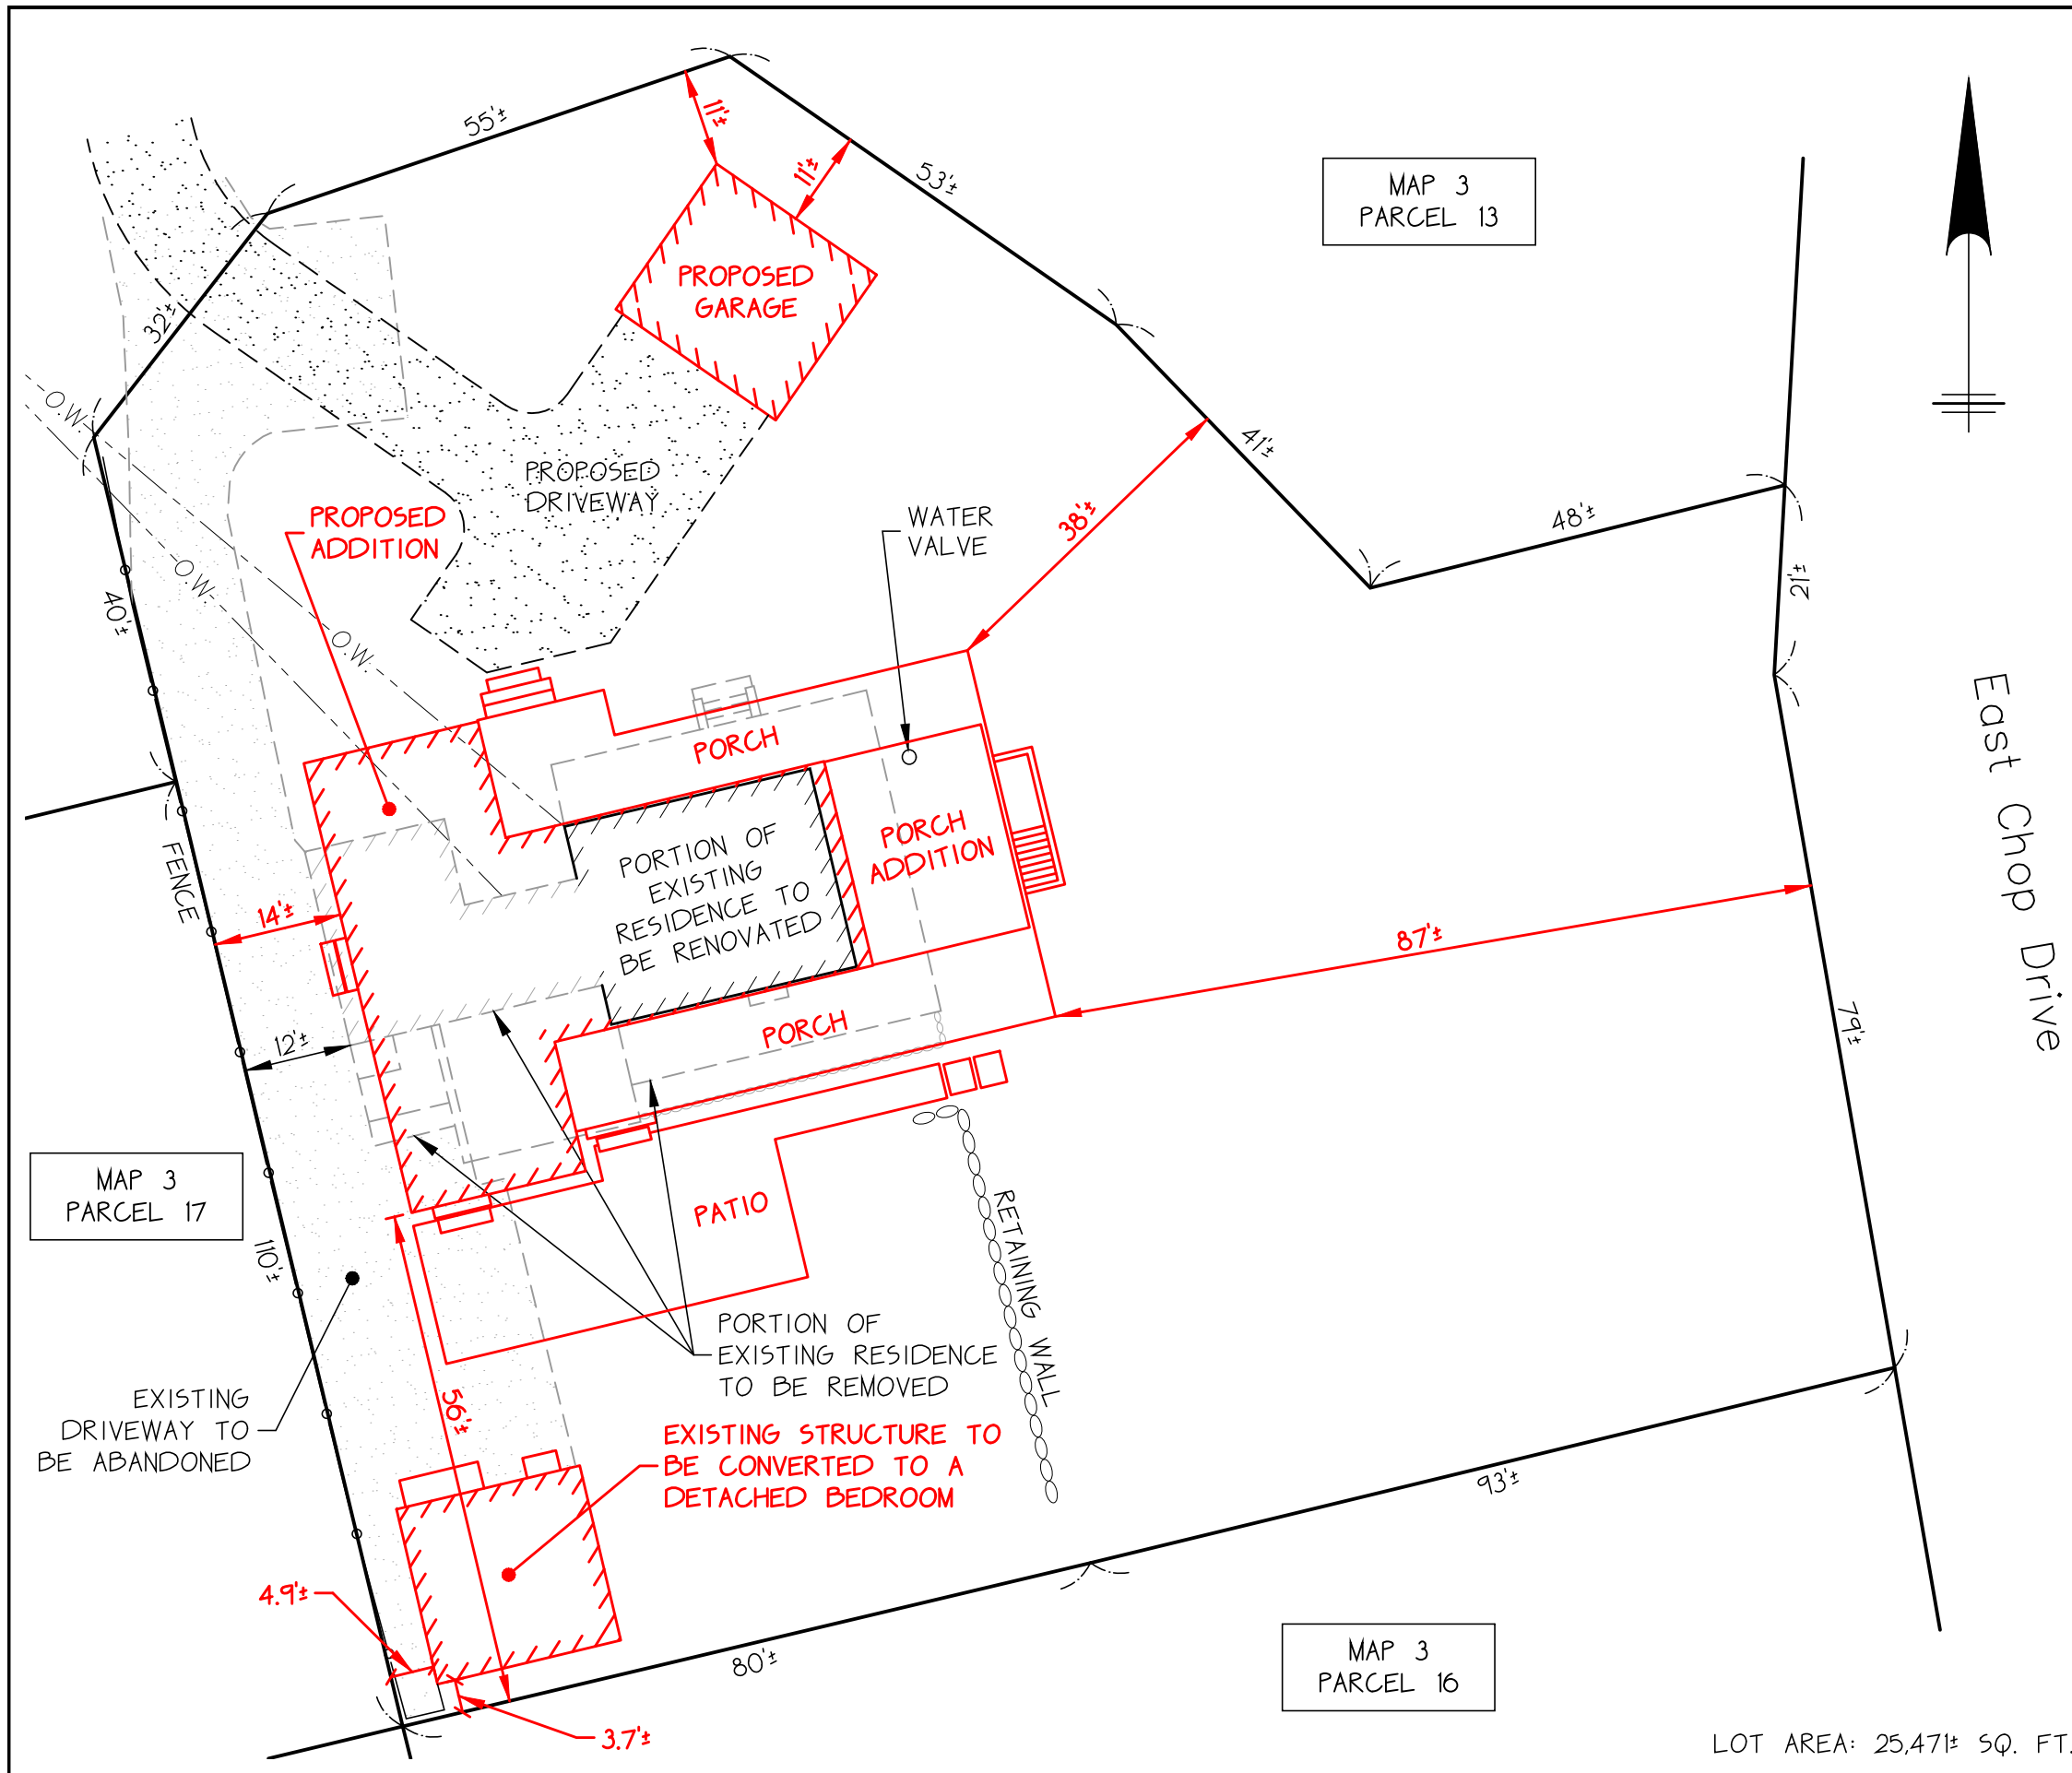 55'±
11'±
11'±
53'±
MAP 3
PARCEL 13
PROPOSED
GARAGE
32'±
O.W.
41'±
48'±
PROPOSED
DRIVEWAY
PROPOSED
ADDITION
38'±
WATER
VALVE
O.W.
40'±
21'±
O.W.
East Chop Drive
PORCH
PORCH
ADDITION
PORTION OF
EXISTING
RESIDENCE TO
BE RENOVATED
FENCE
14'±
87'±
12'±
PORCH
79'±
MAP 3
PARCEL 17
PATIO
RETAINING WALL
110'±
PORTION OF
EXISTING RESIDENCE
TO BE REMOVED
EXISTING
DRIVEWAY TO
BE ABANDONED
56'±
EXISTING STRUCTURE TO
BE CONVERTED TO A
DETACHED BEDROOM
93'±
4.9'±
80'±
MAP 3
PARCEL 16
3.7'±
LOT AREA: 25,471± SQ. FT.